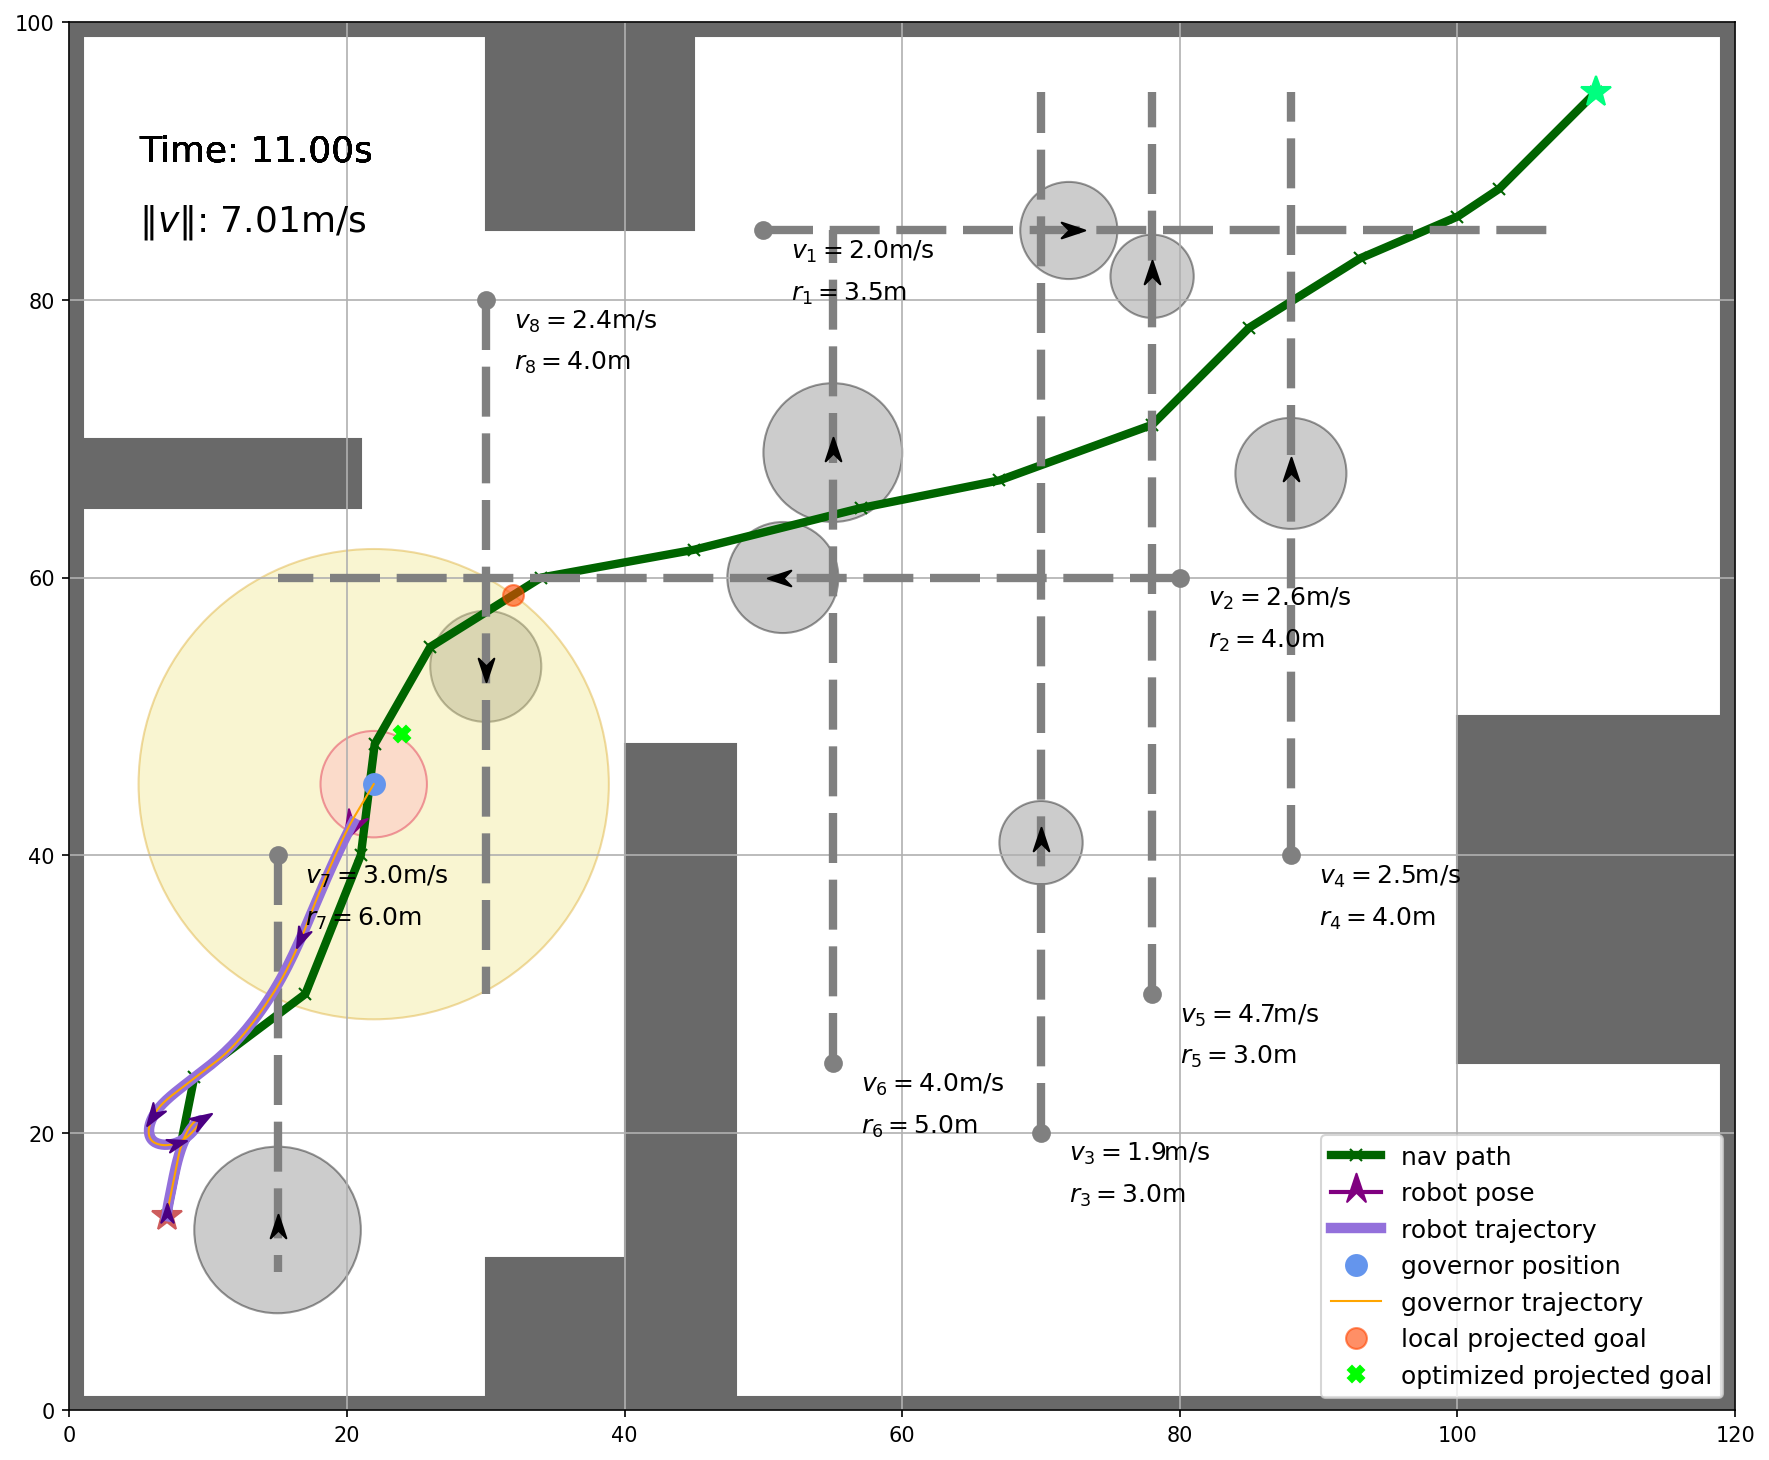 100
80
60
40
20
0
Time: 11.00s
‖v‖: 7.01m/s
v₁ = 2.0m/s
r₁ = 3.5m
v₈ = 2.4m/s
r₈ = 4.0m
v₂ = 2.6m/s
r₂ = 4.0m
v₇ = 3.0m/s
r₇ = 6.0m
v₄ = 2.5m/s
r₄ = 4.0m
v₅ = 4.7m/s
r₅ = 3.0m
v₆ = 4.0m/s
r₆ = 5.0m
v₃ = 1.9m/s
r₃ = 3.0m
nav path
robot pose
robot trajectory
governor position
governor trajectory
local projected goal
optimized projected goal
0 20 40 60 80 100 120